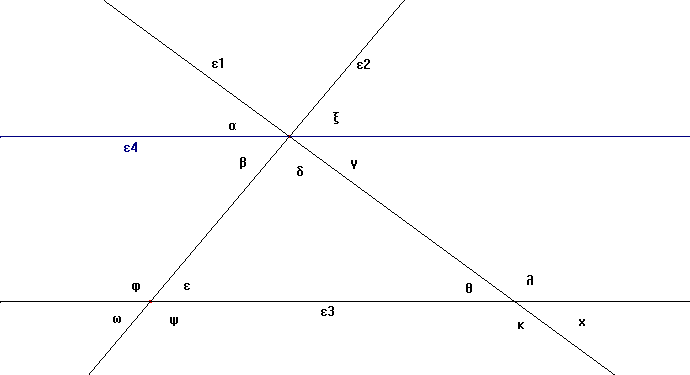 ε1
ε2
α
ξ
ε4
β
δ
γ
φ
ε
θ
λ
ω
ψ
ε3
κ
χ